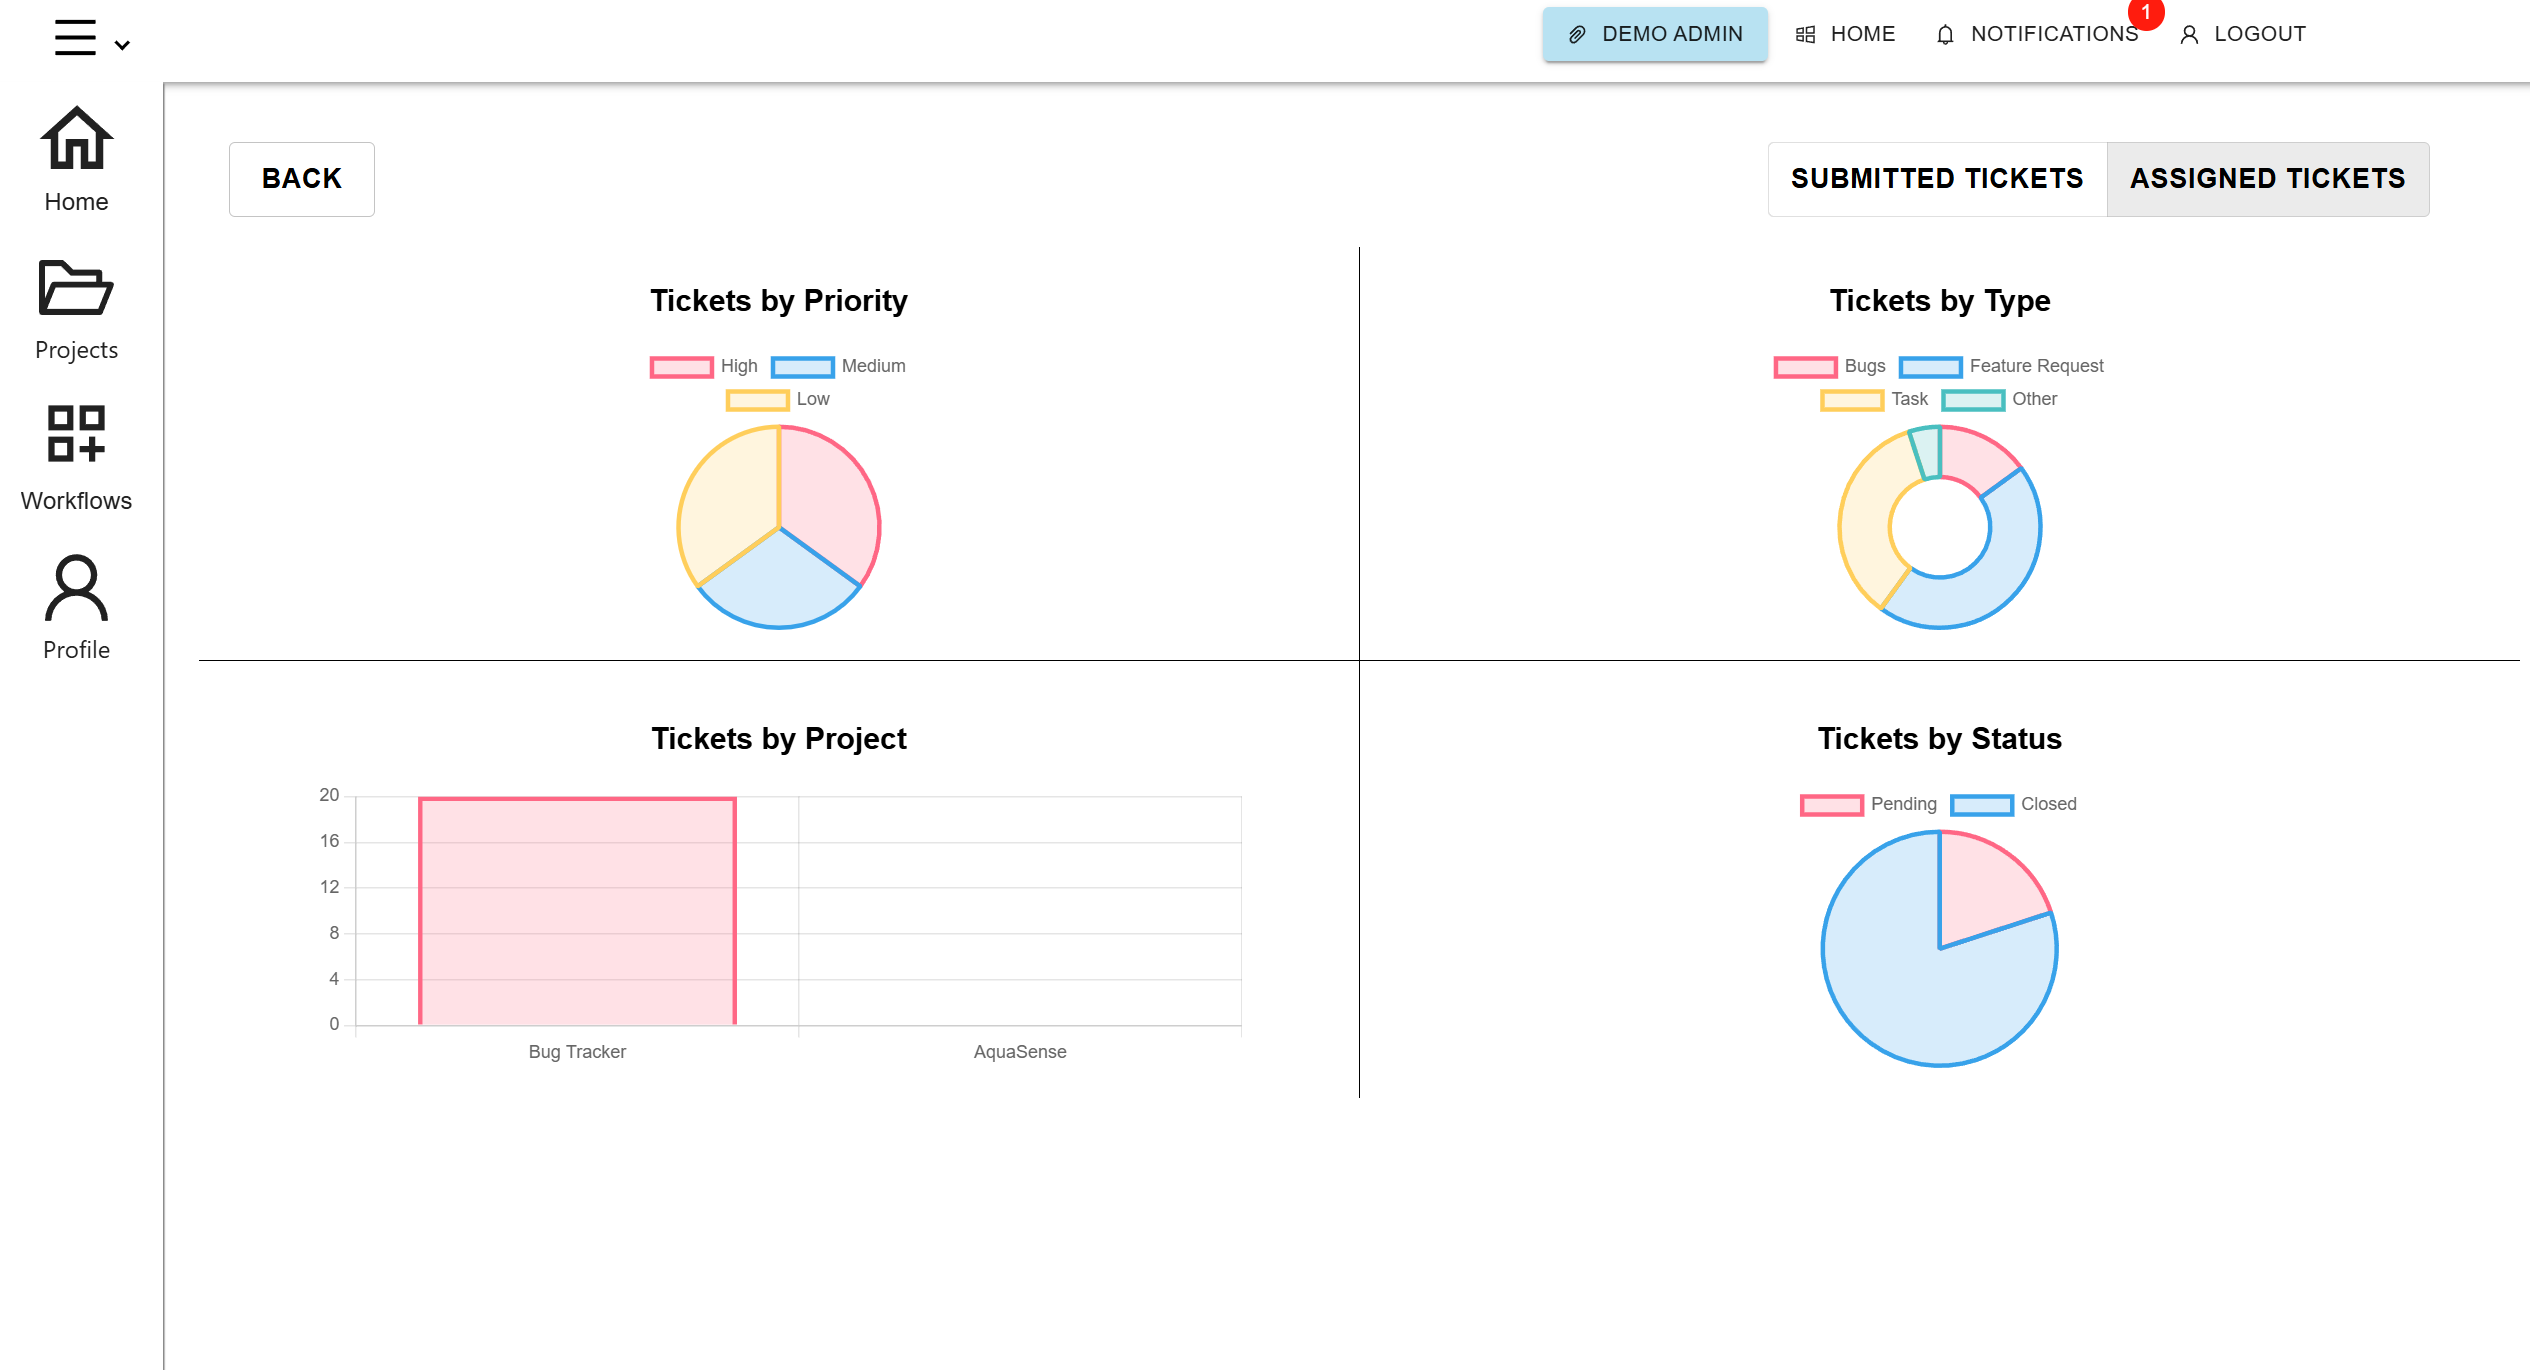 DEMO ADMIN
HOME
NOTIFICATIONS
1
LOGOUT
Home
Projects
Workflows
Profile
BACK
SUBMITTED TICKETS
ASSIGNED TICKETS
Tickets by Priority
High
Medium
Low
Tickets by Type
Bugs
Feature Request
Task
Other
Tickets by Project
20
16
12
8
4
0
Bug Tracker
AquaSense
Tickets by Status
Pending
Closed